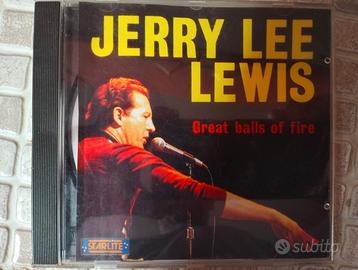 JERRY LEE
LEWIS
Great balls of fire
STARLITE
subito